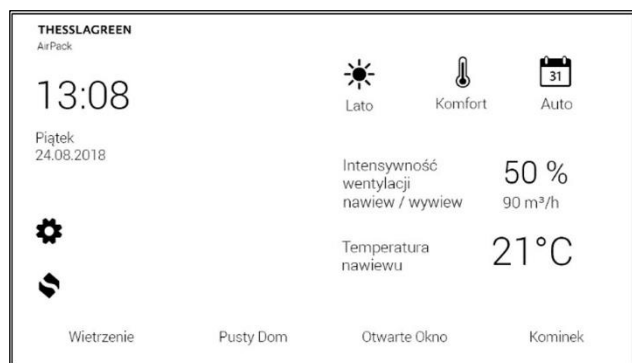 THESSLAGREEN
AirPack
13:08
Piątek
24.08.2018
31
Lato
Komfort
Auto
Intensywność
wentylacji
nawiew / wywiew
50 %
90 m³/h
Temperatura
nawiewu
21°C
Wietrzenie
Pusty Dom
Otwarte Okno
Kominek